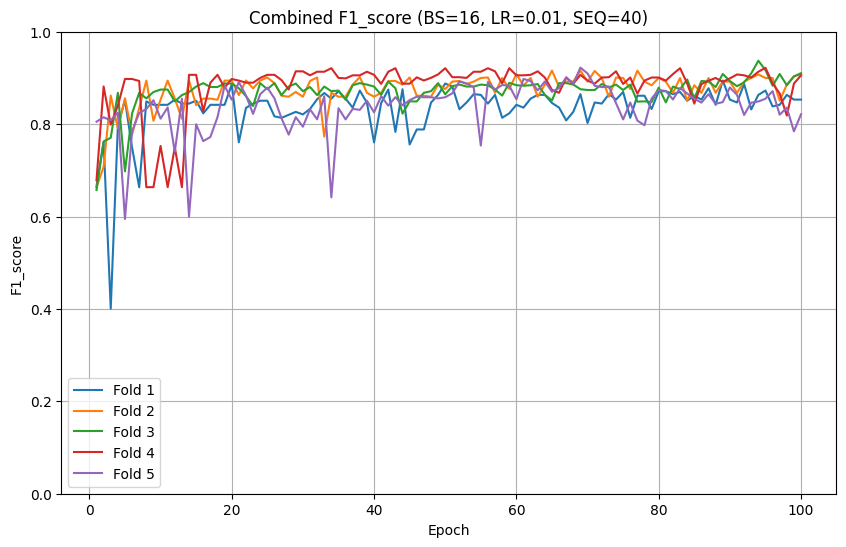 Combined F1_score (BS=16, LR=0.01, SEQ=40)
1.0
0.8
0.6
0.4
0.2
0.0
F1_score
Fold 1
Fold 2
Fold 3
Fold 4
Fold 5
0 20 40 60 80 100
Epoch